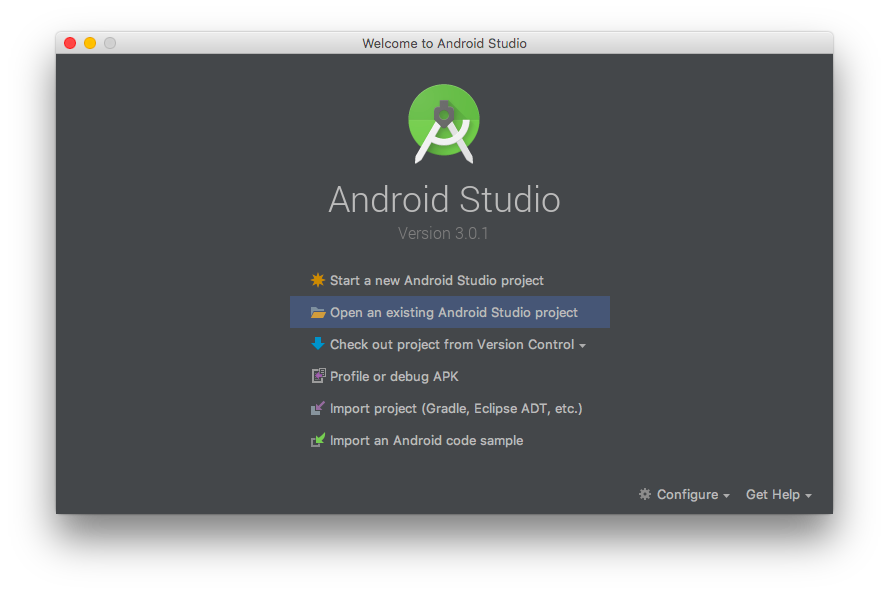 Welcome to Android Studio
Android Studio
Version 3.0.1
Start a new Android Studio project
Open an existing Android Studio project
Check out project from Version Control
Profile or debug APK
Import project (Gradle, Eclipse ADT, etc.)
Import an Android code sample
Configure Get Help